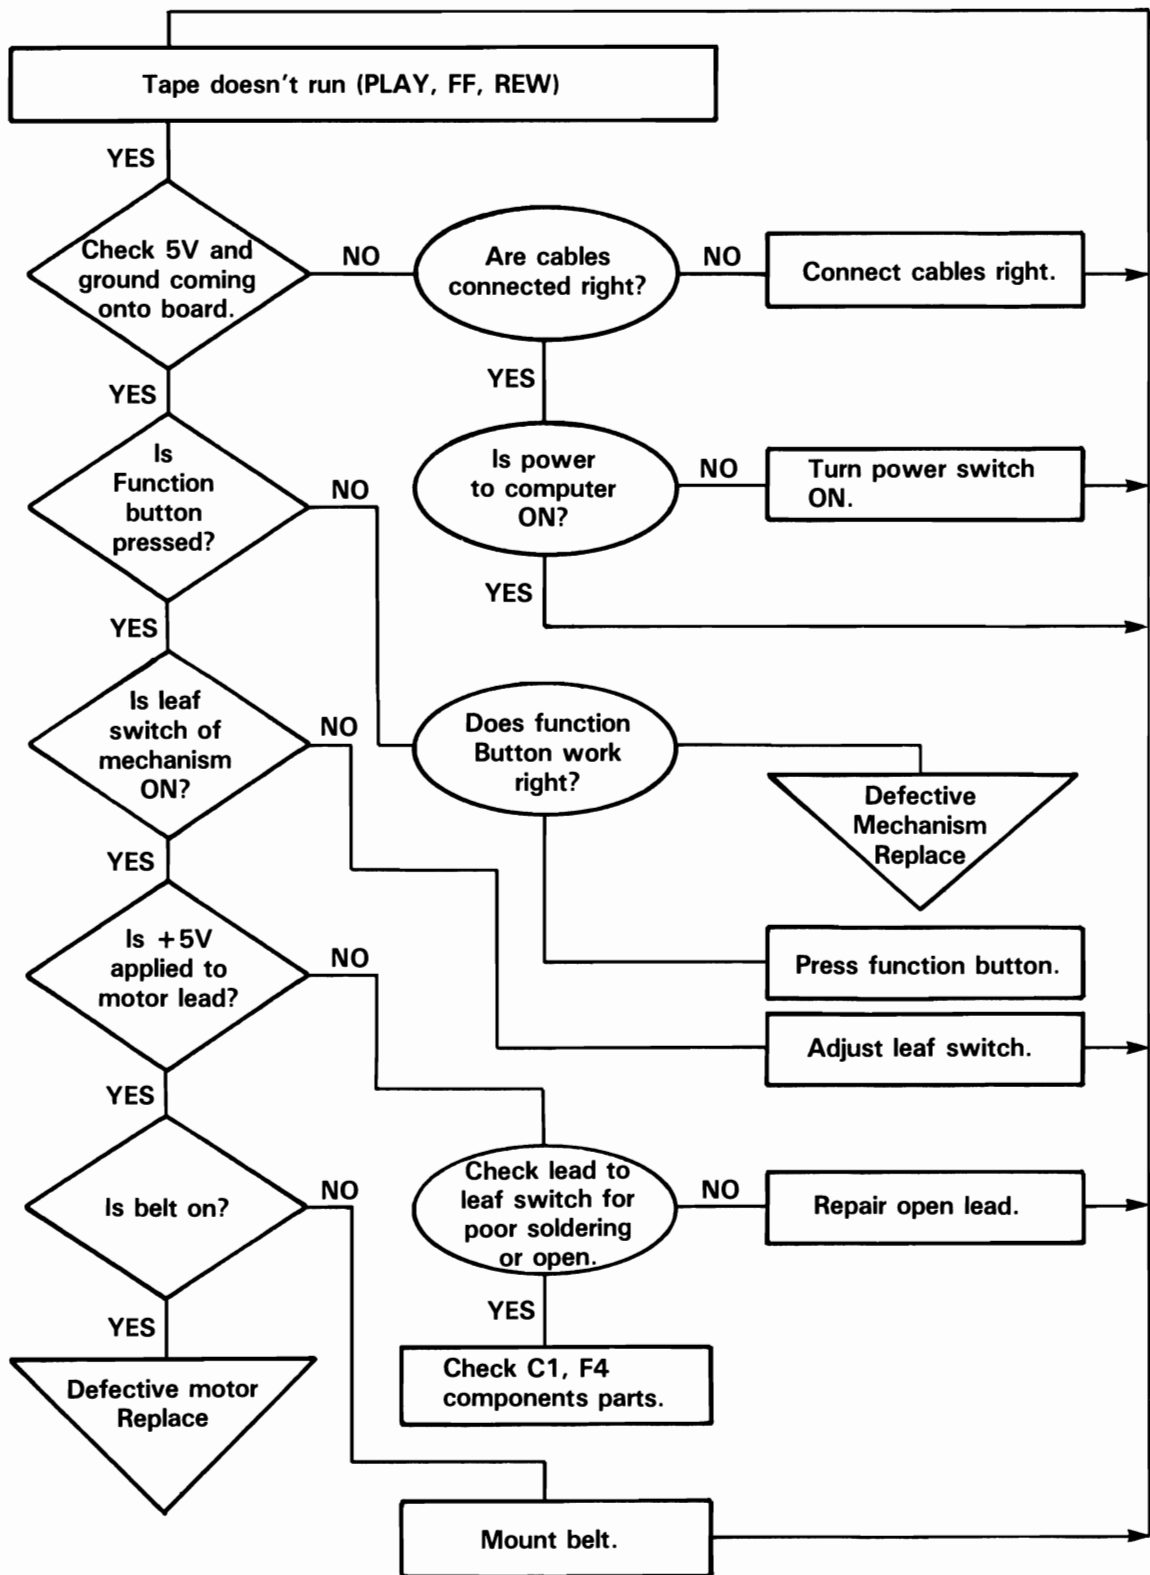 Tape doesn't run (PLAY, FF, REW)
YES
Check 5V and
ground coming
onto board.
NO
Are cables
connected right?
NO
Connect cables right.
YES
YES
Is
Function
button
pressed?
NO
Is power
to computer
ON?
NO
Turn power switch
ON.
YES
YES
Is leaf
switch of
mechanism
ON?
NO
Does function
Button work
right?
Defective
Mechanism
Replace
YES
Is +5V
applied to
motor lead?
NO
Press function button.
Adjust leaf switch.
YES
Is belt on?
NO
Check lead to
leaf switch for
poor soldering
or open.
NO
Repair open lead.
YES
YES
Defective motor
Replace
Check C1, F4
components parts.
Mount belt.